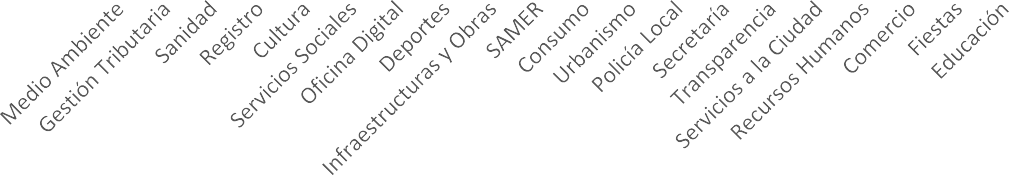 Medio Ambiente
Gestión Tributaria
Sanidad
Registro
Cultura
Servicios Sociales
Oficina Digital
Deportes
Infraestructuras y Obras
SAMER
Consumo
Urbanismo
Policía Local
Secretaría
Transparencia
Servicios a la Ciudad
Recursos Humanos
Comercio
Fiestas
Educación